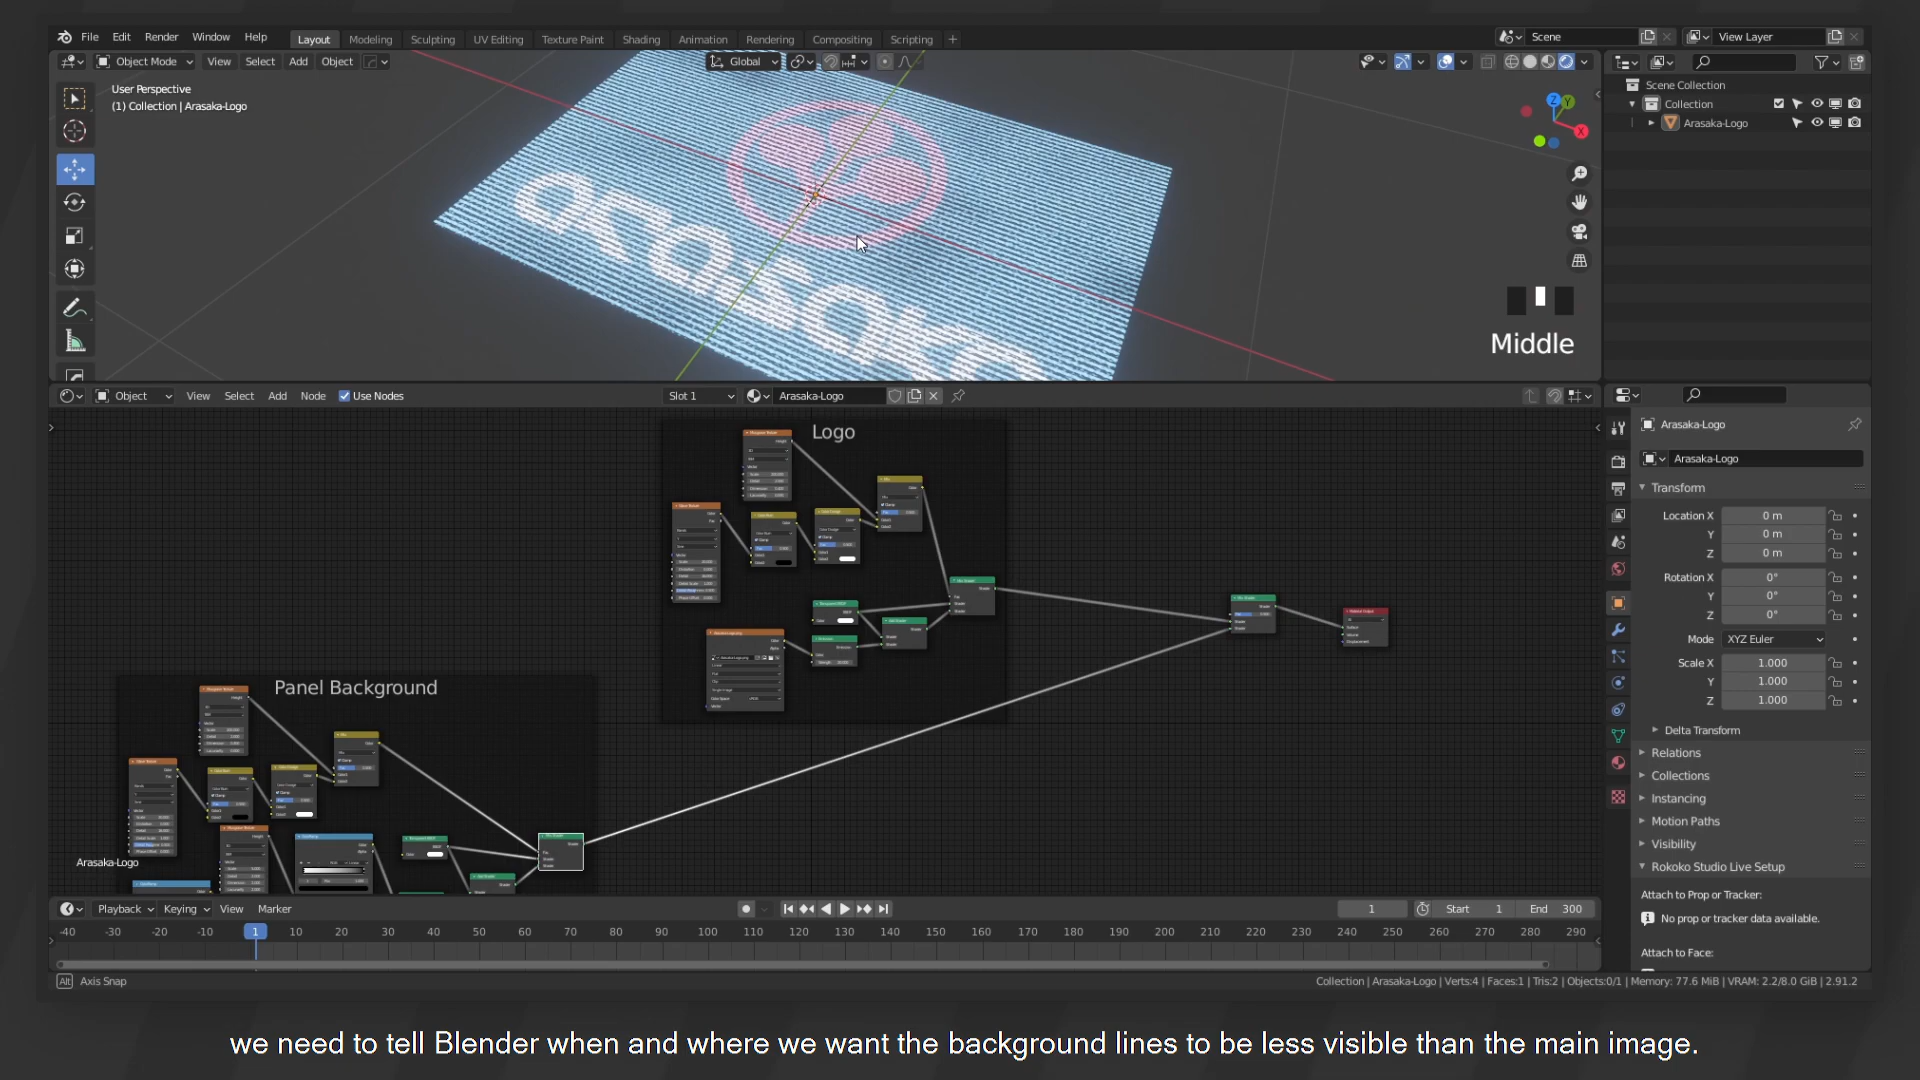 File Edit Render Window Help Layout Modeling Sculpting UV Editing Texture Paint Shading Animation Rendering Compositing Scripting + Scene View Layer
Object Mode View Select Add Object Global
User Perspective
(1) Collection | Arasaka-Logo
Scene Collection
Collection
Arasaka-Logo
Z
Y
X
arasaka
Middle
Object View Select Add Node Use Nodes Slot 1 Arasaka-Logo
Logo
Panel Background
Arasaka-Logo
Arasaka-Logo
Arasaka-Logo
Transform
Location X 0 m
Y 0 m
Z 0 m
Rotation X 0°
Y 0°
Z 0°
Mode XYZ Euler
Scale X 1.000
Y 1.000
Z 1.000
Delta Transform
Relations
Collections
Instancing
Motion Paths
Visibility
Rokoko Studio Live Setup
Attach to Prop or Tracker:
No prop or tracker data available.
Attach to Face:
Playback Keying View Marker 1 Start 1 End 300
-40 -30 -20 -10 1 10 20 30 40 50 60 70 80 90 100 110 120 130 140 150 160 170 180 190 200 210 220 230 240 250 260 270 280 290
Alt Axis Snap
Collection | Arasaka-Logo | Verts:4 | Faces:1 | Tris:2 | Objects:0/1 | Memory: 77.6 MiB | VRAM: 2.2/8.0 GiB | 2.91.2
we need to tell Blender when and where we want the background lines to be less visible than the main image.